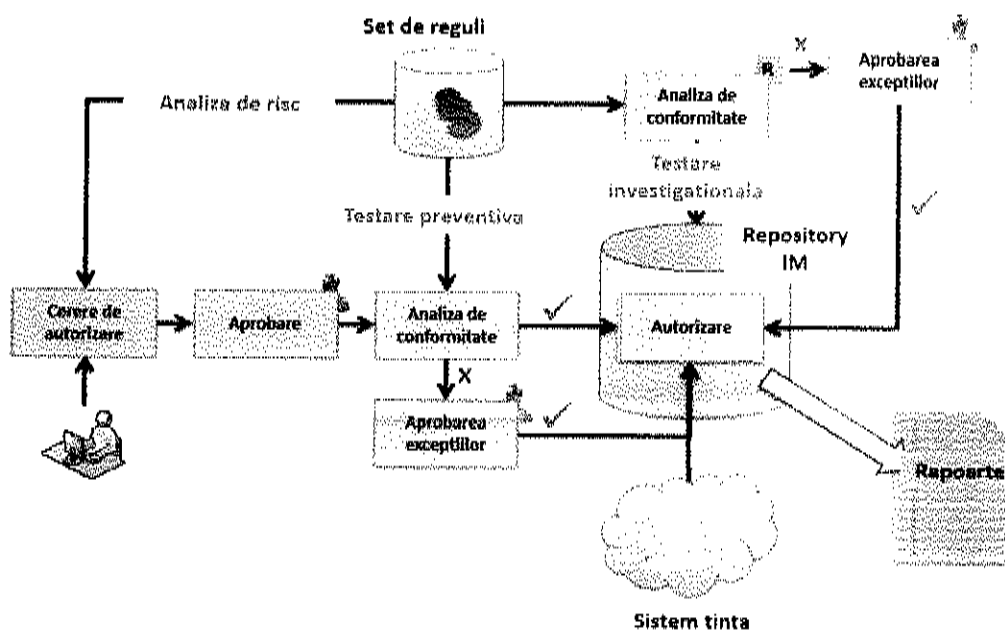 Set de reguli
X
Aprobarea
exceptiilor
R
Analiza de
conformitate
Analiza de risc
Testare
investigationala
Testare preventiva
Repository
IM
Cerere de
autorizare
Aprobare
Analiza de
conformitate
Autorizare
X
Aprobarea
exceptiilor
Rapoarte
Sistem tinta